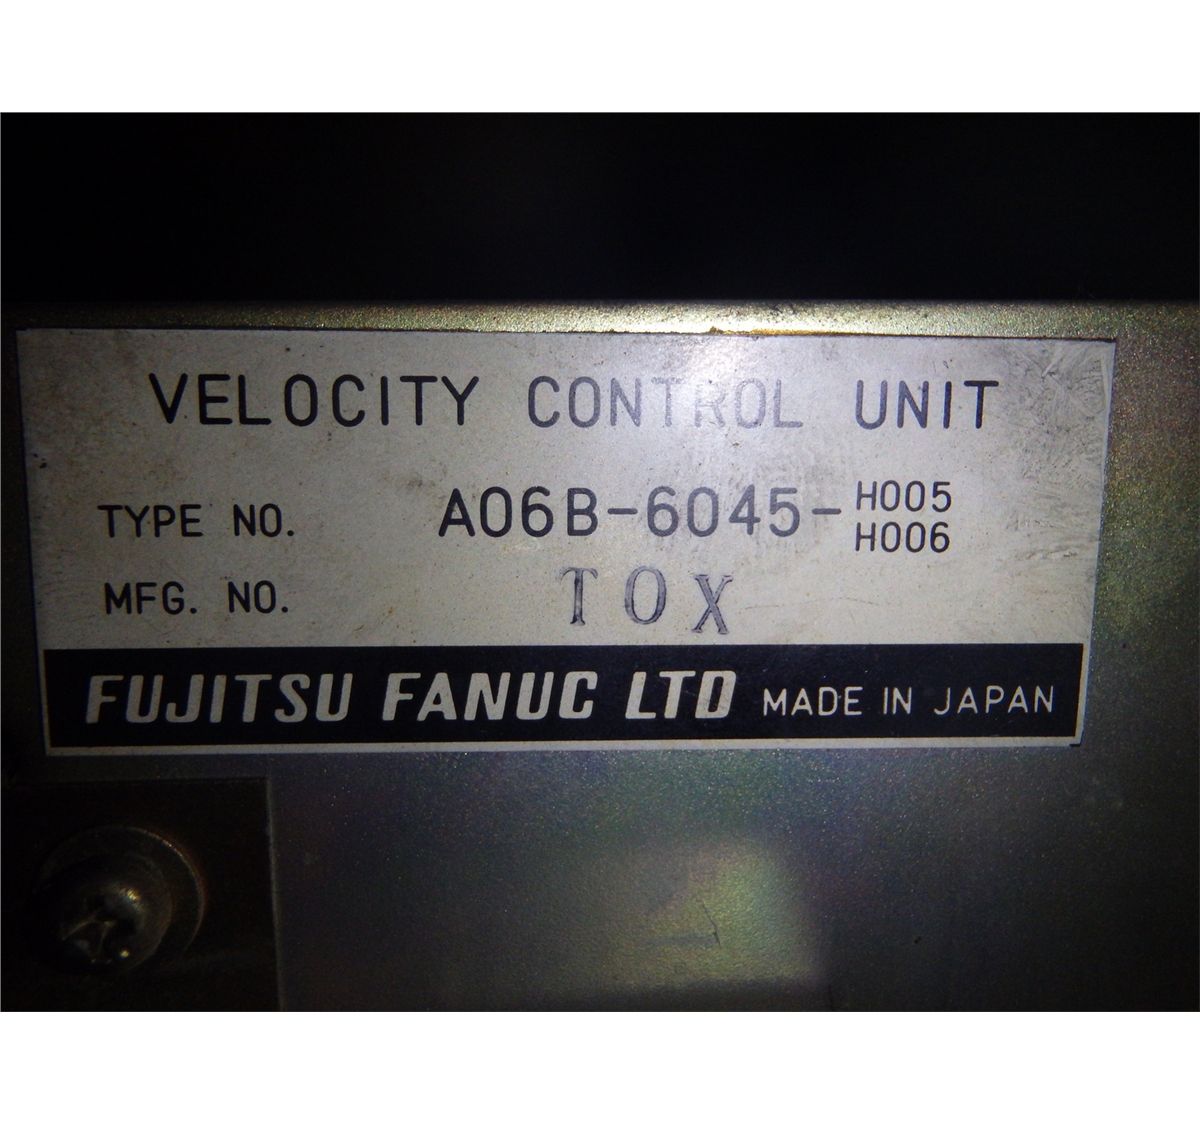 VELOCITY CONTROL UNIT
TYPE NO. A06B-6045-H005
H006
MFG. NO. TOX
FUJITSU FANUC LTD MADE IN JAPAN